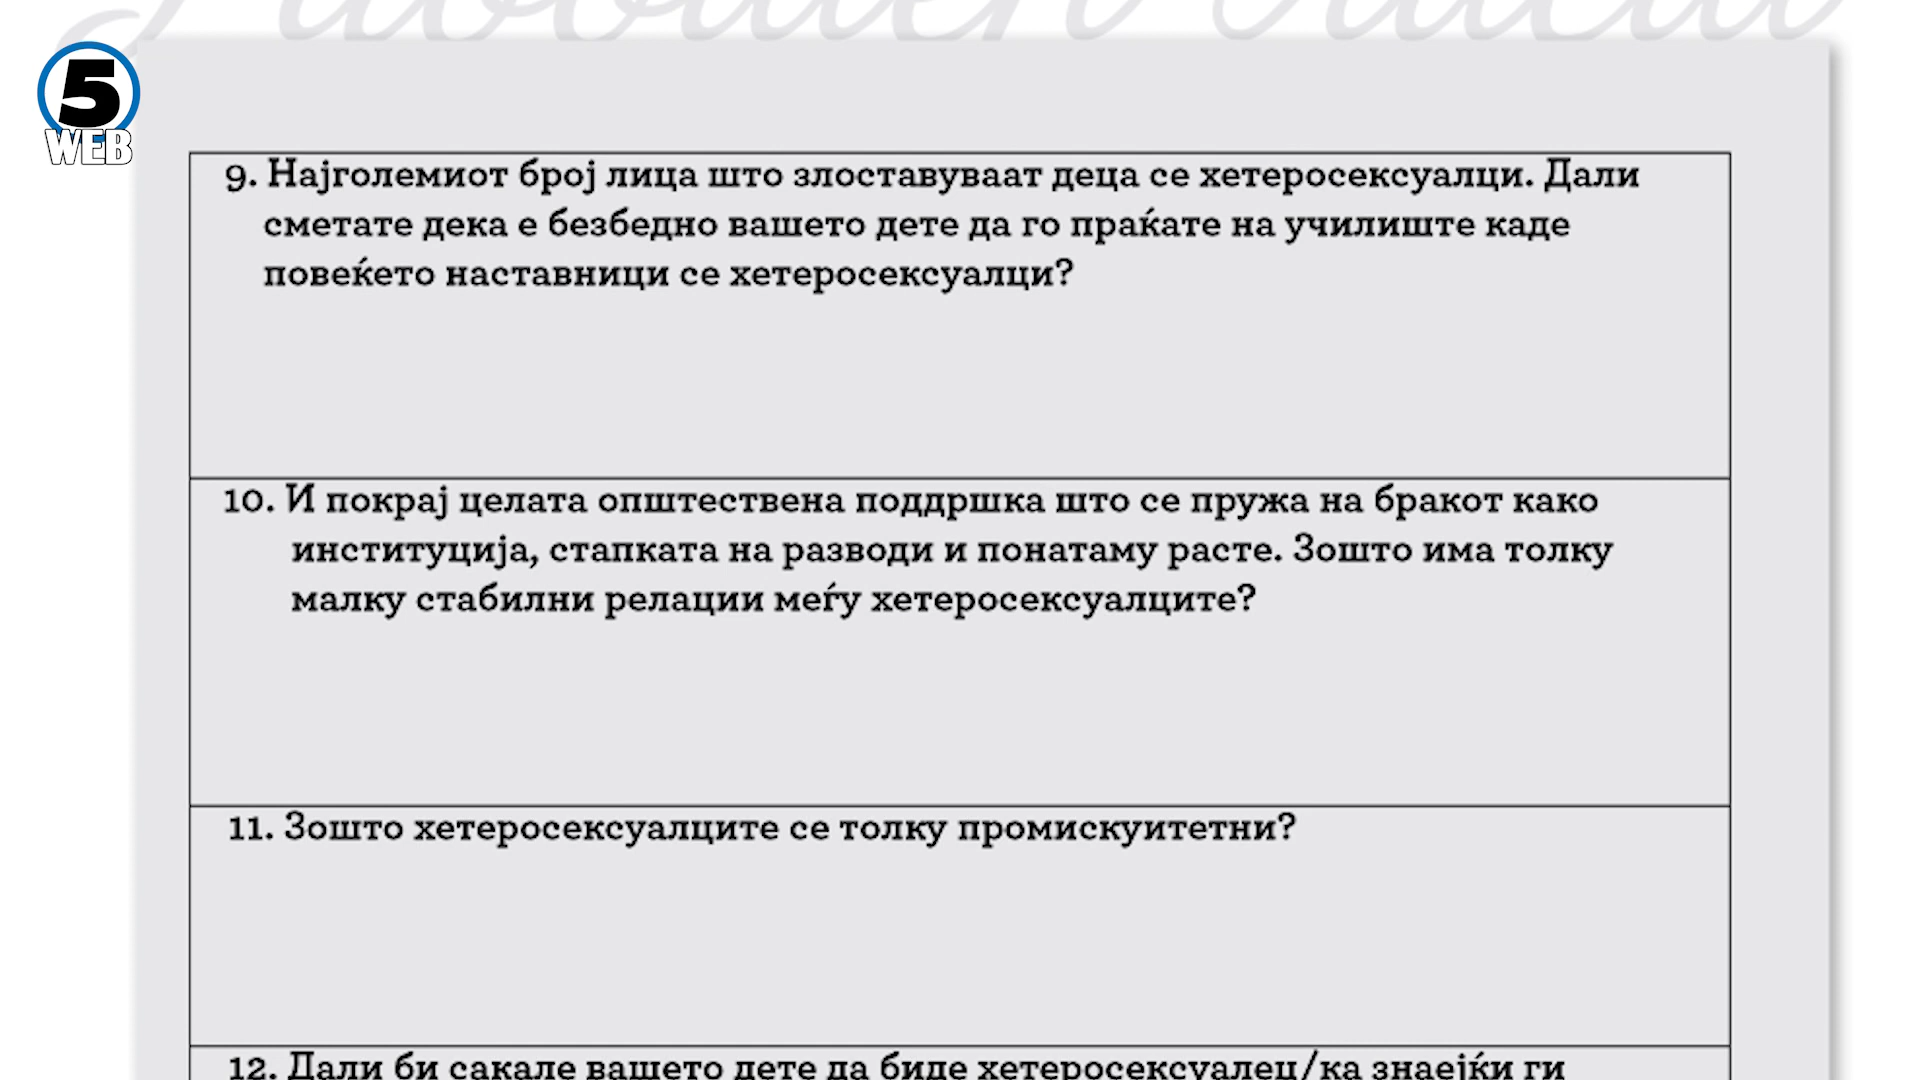 5
WEB
9. Најголемиот број лица што злоставуваат деца се хетеросексуалци. Дали
сметате дека е безбедно вашето дете да го праќате на училиште каде
повеќето наставници се хетеросексуалци?
10. И покрај целата општествена поддршка што се пружа на бракот како
институција, стапката на разводи и понатаму расте. Зошто има толку
малку стабилни релации меѓу хетеросексуалците?
11. Зошто хетеросексуалците се толку промискуитетни?
12. Дали би сакале вашето дете да биде хетеросексуалец/ка знаејќи ги